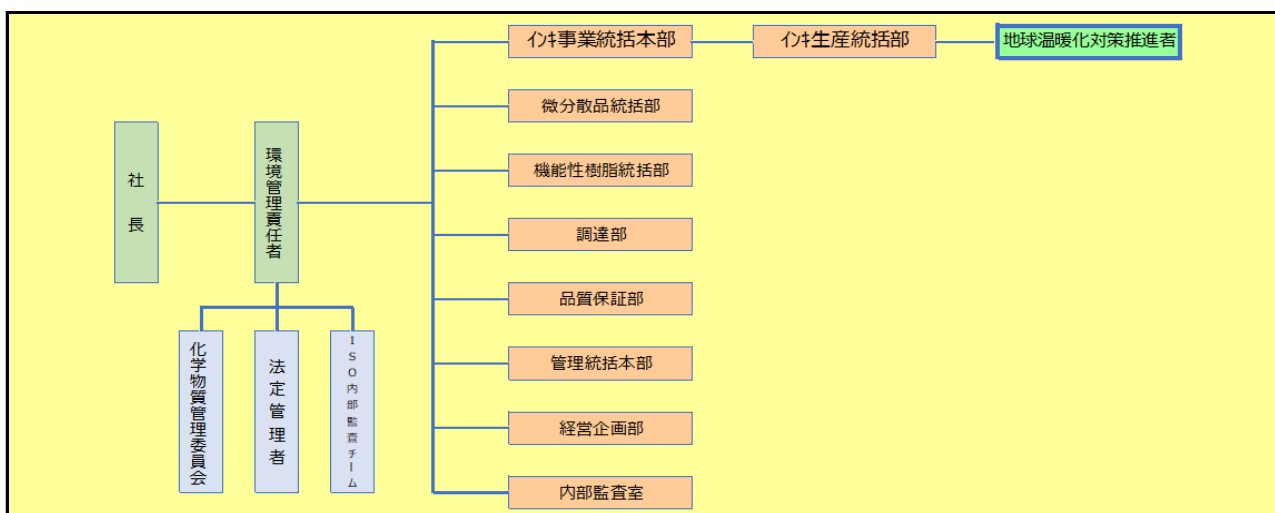 インキ事業統括本部
インキ生産統括部
地球温暖化対策推進者
微分散品統括部
機能性樹脂統括部
調達部
品質保証部
管理統括本部
経営企画部
内部監査室
社長
環境管理責任者
化学物質管理委員会
法定管理者
ISO内部監査チーム